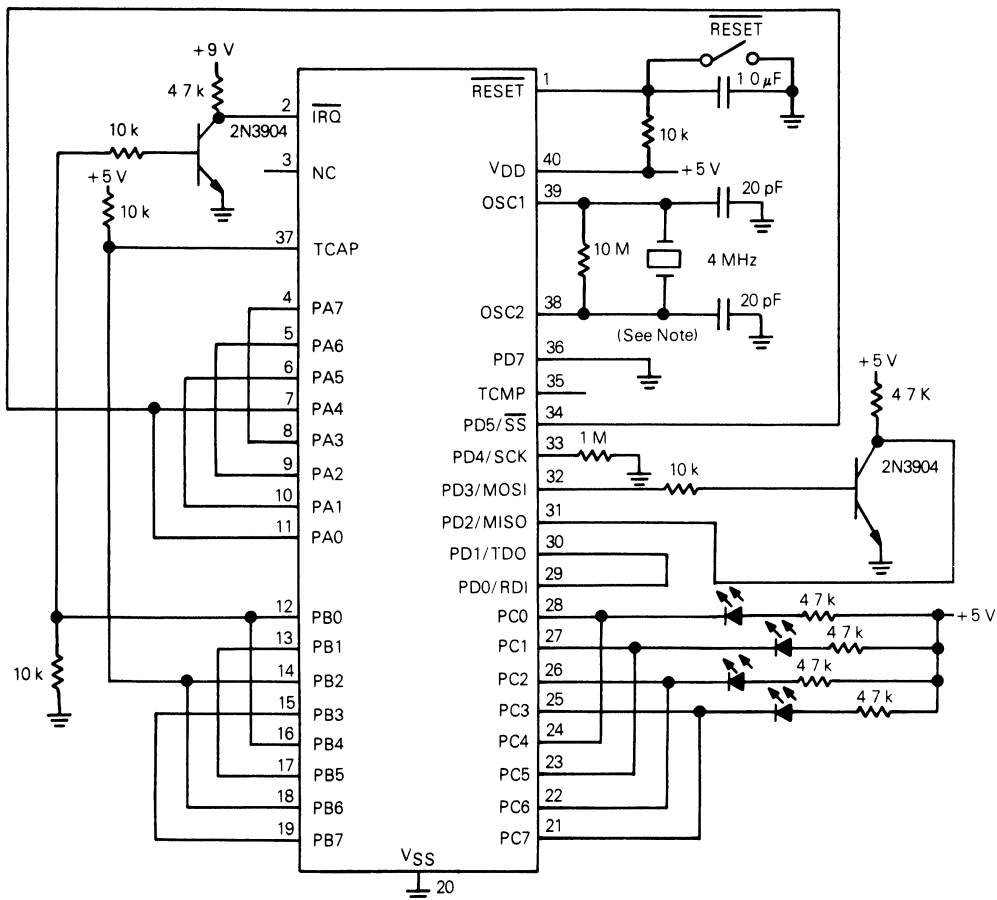 RESET
+9 V
4 7 k
2
IRQ
2N3904
10 k
3
NC
+5 V
10 k
37
TCAP
4
PA7
5
PA6
6
PA5
7
PA4
8
PA3
9
PA2
10
PA1
11
PA0
12
PB0
13
PB1
14
PB2
10 k
15
PB3
16
PB4
17
PB5
18
PB6
19
PB7
VSS
20
RESET
1
1 0 µF
10 k
VDD
40
+5 V
OSC1
39
20 pF
10 M
4 MHz
OSC2
38
20 pF
(See Note)
PD7
36
TCMP
35
PD5/SS
34
+5 V
4 7 K
2N3904
PD4/SCK
33
1 M
PD3/MOSI
32
10 k
PD2/MISO
31
PD1/TDO
30
PD0/RDI
29
PC0
28
4 7 k
+5 V
PC1
27
4 7 k
PC2
26
4 7 k
PC3
25
4 7 k
PC4
24
PC5
23
PC6
22
PC7
21